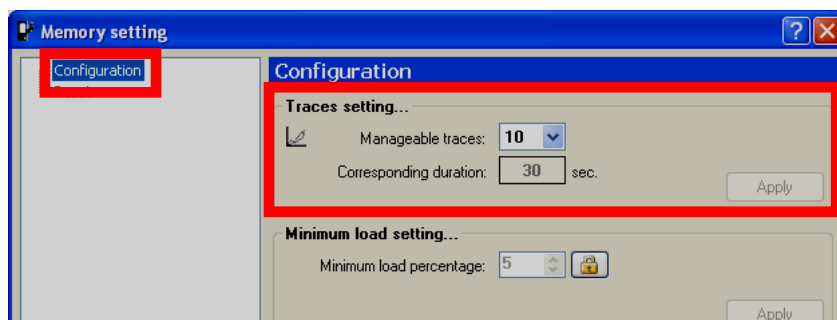 Memory setting
Configuration
Configuration
Traces setting...
Manageable traces: 10
Corresponding duration: 30 sec.
Apply
Minimum load setting...
Minimum load percentage: 5
Apply